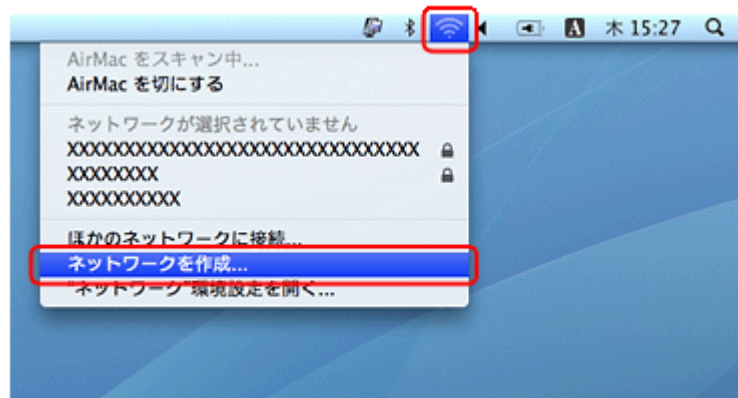 A 木 15:27
AirMac をスキャン中...
AirMac を切にする
ネットワークが選択されていません
XXXXXXXXXXXXXXXXXXXXXXXXXXXXXXXX
XXXXXXXX
XXXXXXXXXX
ほかのネットワークに接続...
ネットワークを作成...
"ネットワーク"環境設定を開く...